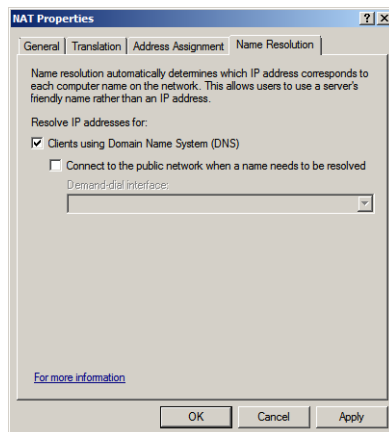 NAT Properties
General Translation Address Assignment Name Resolution
Name resolution automatically determines which IP address corresponds to
each computer name on the network. This allows users to use a server's
friendly name rather than an IP address.
Resolve IP addresses for:
Clients using Domain Name System (DNS)
Connect to the public network when a name needs to be resolved
Demand-dial interface:
For more information
OK Cancel Apply